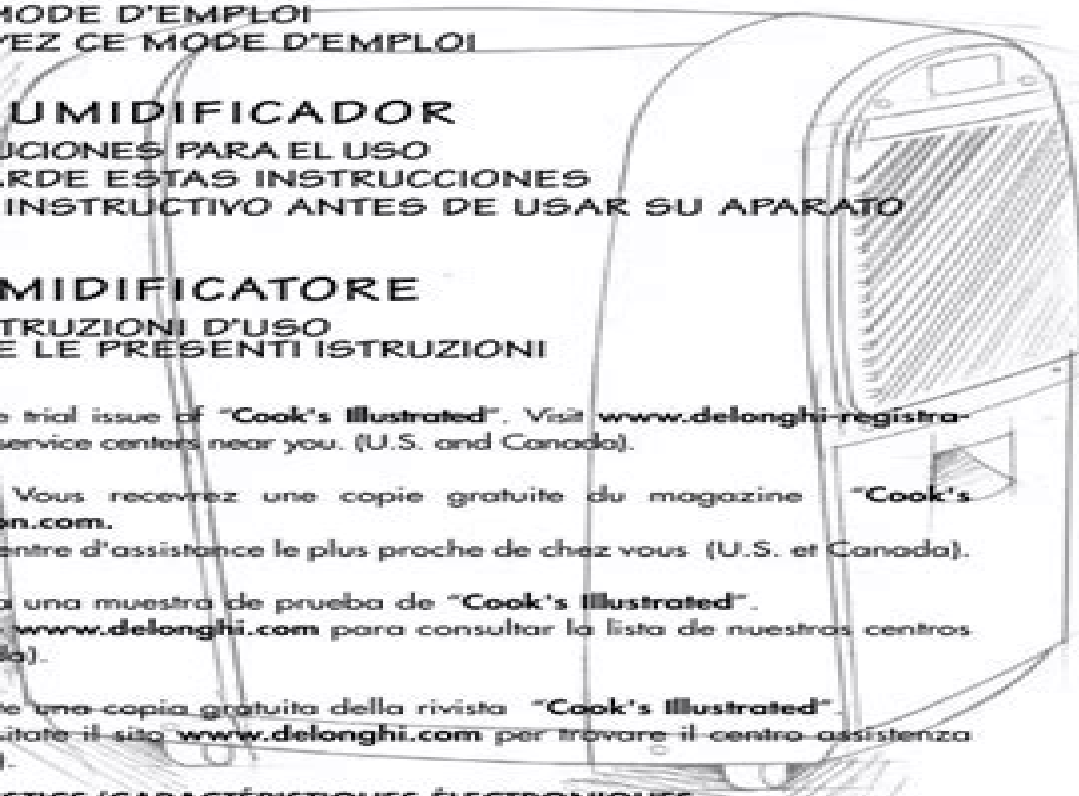 MODE D'EMPLOI
YEZ CE MODE D'EMPLOI
UMIDIFICADOR
UCIONES PARA EL USO
ARDE ESTAS INSTRUCCIONES
INSTRUCTIVO ANTES DE USAR SU APARATO
MIDIFICATORE
TRUZIONI D'USO
E LE PRESENTI ISTRUZIONI
e trial issue of "Cook's Illustrated". Visit www.delonghi-registra-
service centers near you. (U.S. and Canada).
Vous recevrez une copie gratuite du magazine "Cook's
on.com.
entre d'assistance le plus proche de chez vous (U.S. et Canada).
a una muestra de prueba de "Cook's Illustrated".
www.delonghi.com para consultar la lista de nuestros centros
da).
te una copia gratuita della rivista "Cook's Illustrated".
sitate il sito www.delonghi.com per trovare il centro assistenza
).
STICS/CARACTÉRISTIQUES ÉLECTRONIQUES